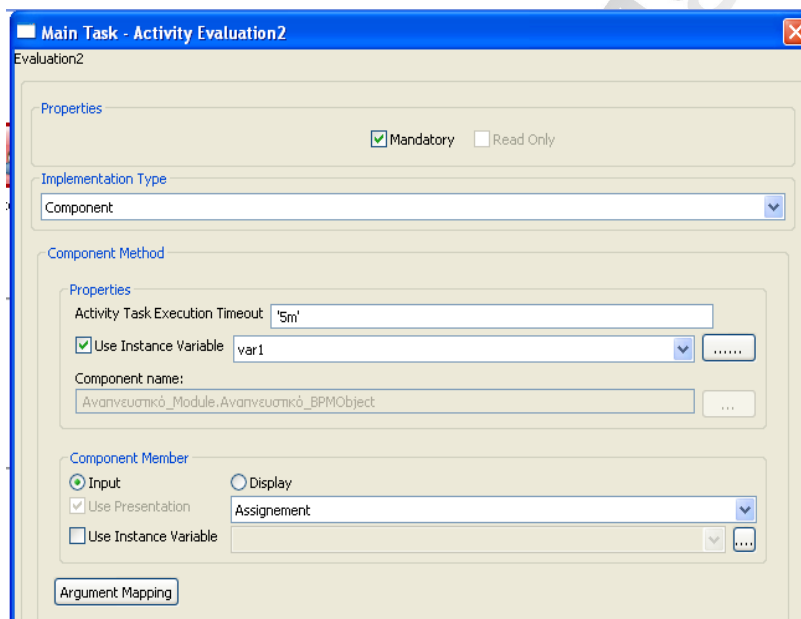 Main Task - Activity Evaluation2
Evaluation2
Properties
Mandatory Read Only
Implementation Type
Component
Component Method
Properties
Activity Task Execution Timeout '5m'
Use Instance Variable var1 ......
Component name:
Αναπνευστικό_Module.Αναπνευστικό_BPMObject ...
Component Member
Input Display
Use Presentation Assignement
Use Instance Variable ....
Argument Mapping